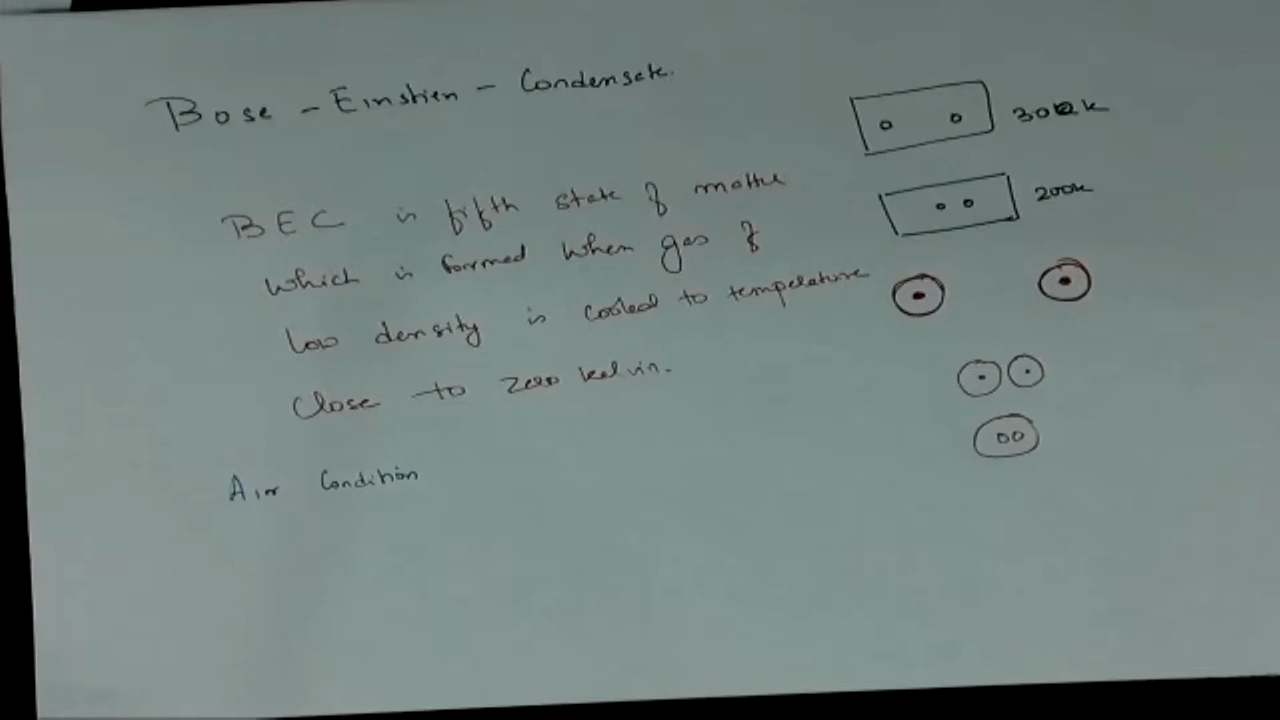 Bose - Einstien - Condensate.
300k
BEC is fifth state of matter
200k
which is formed when gas of
low density is cooled to temperature
close to zero kelvin.
Air Condition